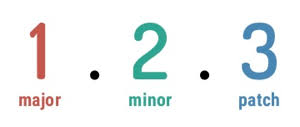 1 . 2 . 3
major minor patch